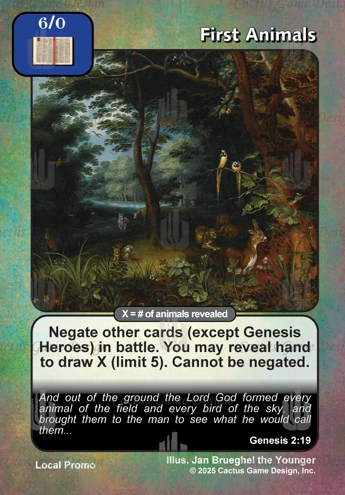 6/0
First Animals
X = # of animals revealed
Negate other cards (except Genesis
Heroes) in battle. You may reveal hand
to draw X (limit 5). Cannot be negated.
And out of the ground the Lord God formed every
animal of the field and every bird of the sky, and
brought them to the man to see what he would call
them...
Genesis 2:19
Local Promo
Illus. Jan Brueghel the Younger
© 2025 Cactus Game Design, Inc.